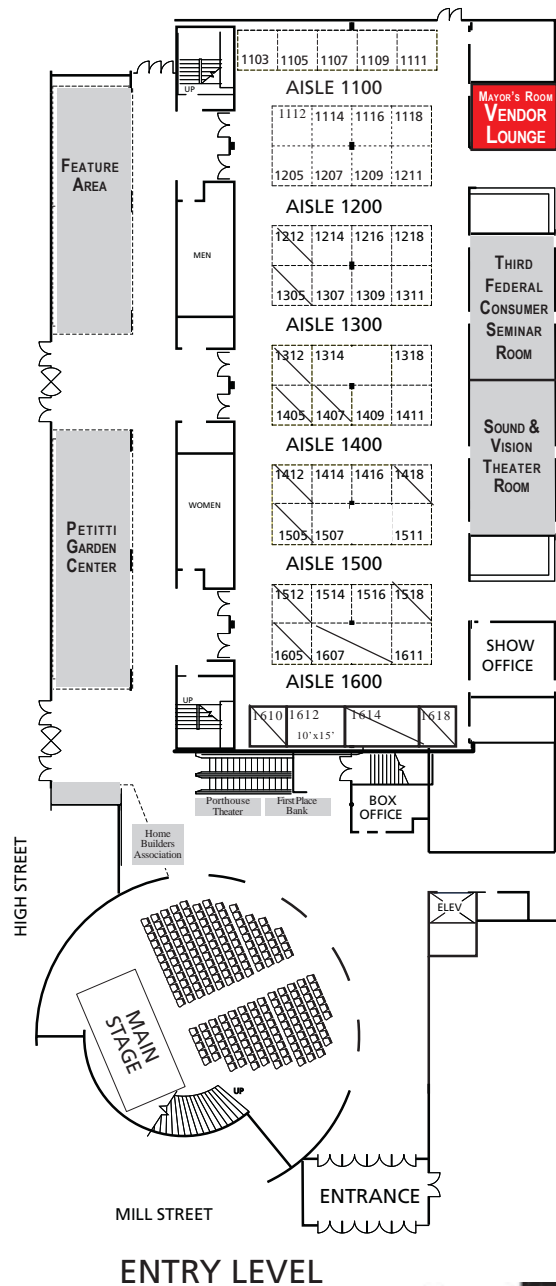 1103 1105 1107 1109 1111
UP
AISLE 1100
MAYOR'S ROOM
VENDOR
LOUNGE
1112 1114 1116 1118
FEATURE
AREA
1205 1207 1209 1211
AISLE 1200
1212 1214 1216 1218
MEN
THIRD
FEDERAL
CONSUMER
SEMINAR
ROOM
1305 1307 1309 1311
AISLE 1300
1312 1314 1318
1405 1407 1409 1411
SOUND &
VISION
THEATER
ROOM
AISLE 1400
1412 1414 1416 1418
WOMEN
PETITTI
GARDEN
CENTER
1505 1507 1511
AISLE 1500
1512 1514 1516 1518
1605 1607 1611
SHOW
OFFICE
AISLE 1600
UP
1610 1612 1614 1618
10'x15'
Porthouse
Theater
First Place
Bank
BOX
OFFICE
Home
Builders
Association
HIGH STREET
ELEV
MAIN
STAGE
UP
ENTRANCE
MILL STREET
ENTRY LEVEL